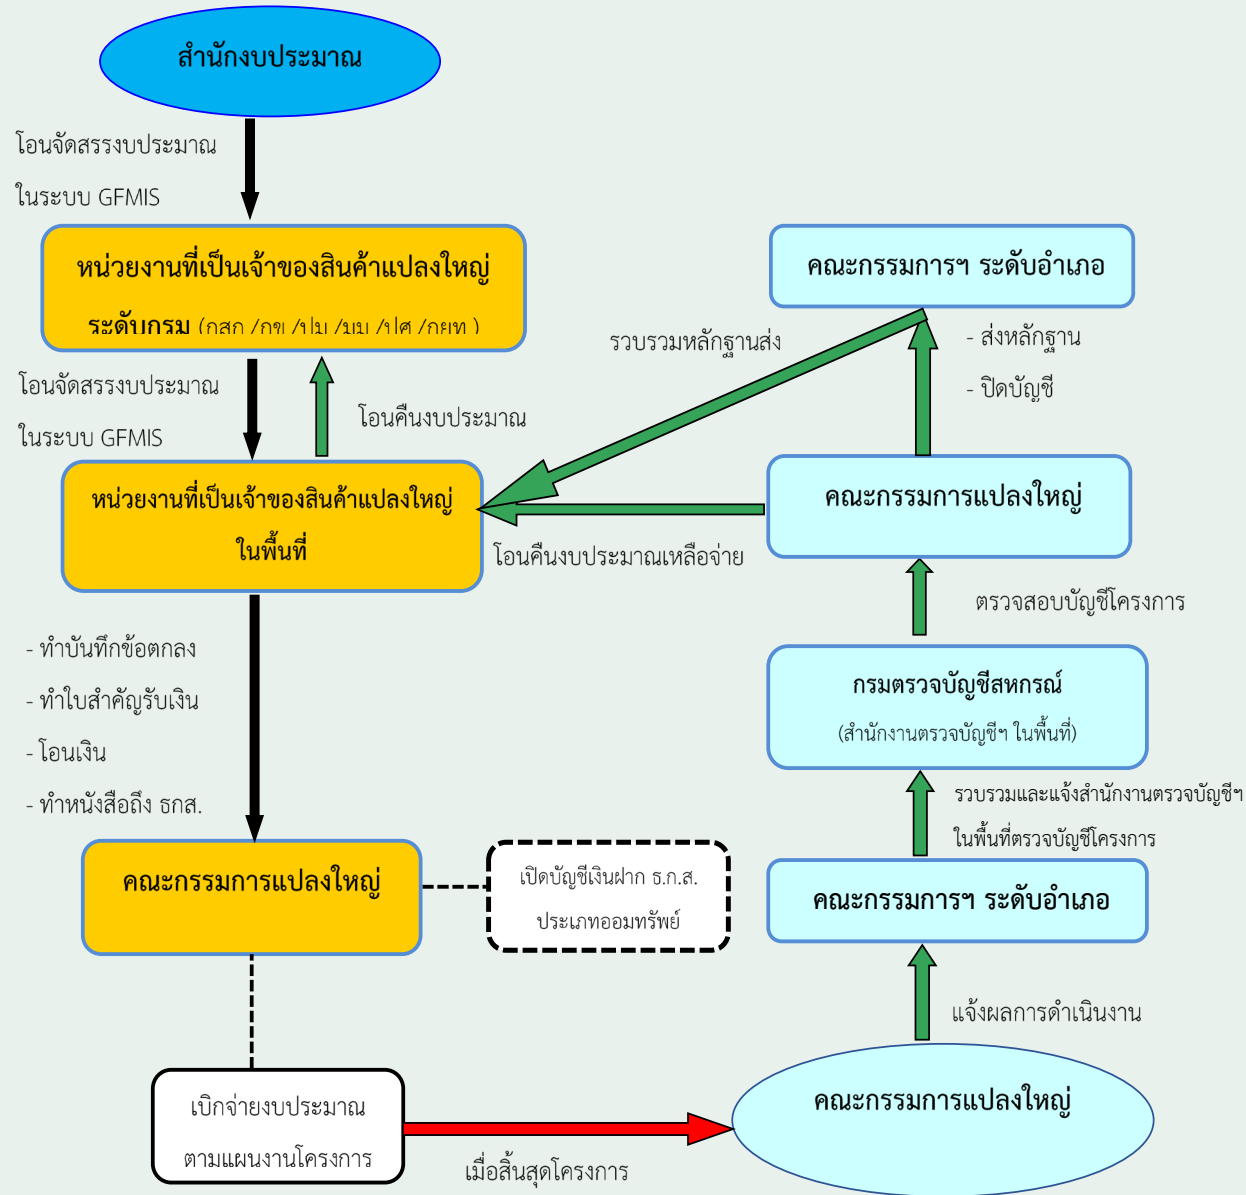 สำนักงบประมาณ
โอนจัดสรรงบประมาณ
ในระบบ GFMIS
หน่วยงานที่เป็นเจ้าของสินค้าแปลงใหญ่
ระดับกรม (กสก /กข /ปม /มม /ปศ /กยท )
โอนจัดสรรงบประมาณ
ในระบบ GFMIS
โอนคืนงบประมาณ
หน่วยงานที่เป็นเจ้าของสินค้าแปลงใหญ่
ในพื้นที่
- ทำบันทึกข้อตกลง
- ทำใบสำคัญรับเงิน
- โอนเงิน
- ทำหนังสือถึง ธกส.
คณะกรรมการแปลงใหญ่
เปิดบัญชีเงินฝาก ธ.ก.ส.
ประเภทออมทรัพย์
เบิกจ่ายงบประมาณ
ตามแผนงานโครงการ
เมื่อสิ้นสุดโครงการ
คณะกรรมการแปลงใหญ่
แจ้งผลการดำเนินงาน
คณะกรรมการฯ ระดับอำเภอ
รวบรวมและแจ้งสำนักงานตรวจบัญชีฯ
ในพื้นที่ตรวจบัญชีโครงการ
กรมตรวจบัญชีสหกรณ์
(สำนักงานตรวจบัญชีฯ ในพื้นที่)
ตรวจสอบบัญชีโครงการ
คณะกรรมการแปลงใหญ่
โอนคืนงบประมาณเหลือจ่าย
- ส่งหลักฐาน
- ปิดบัญชี
คณะกรรมการฯ ระดับอำเภอ
รวบรวมหลักฐานส่ง